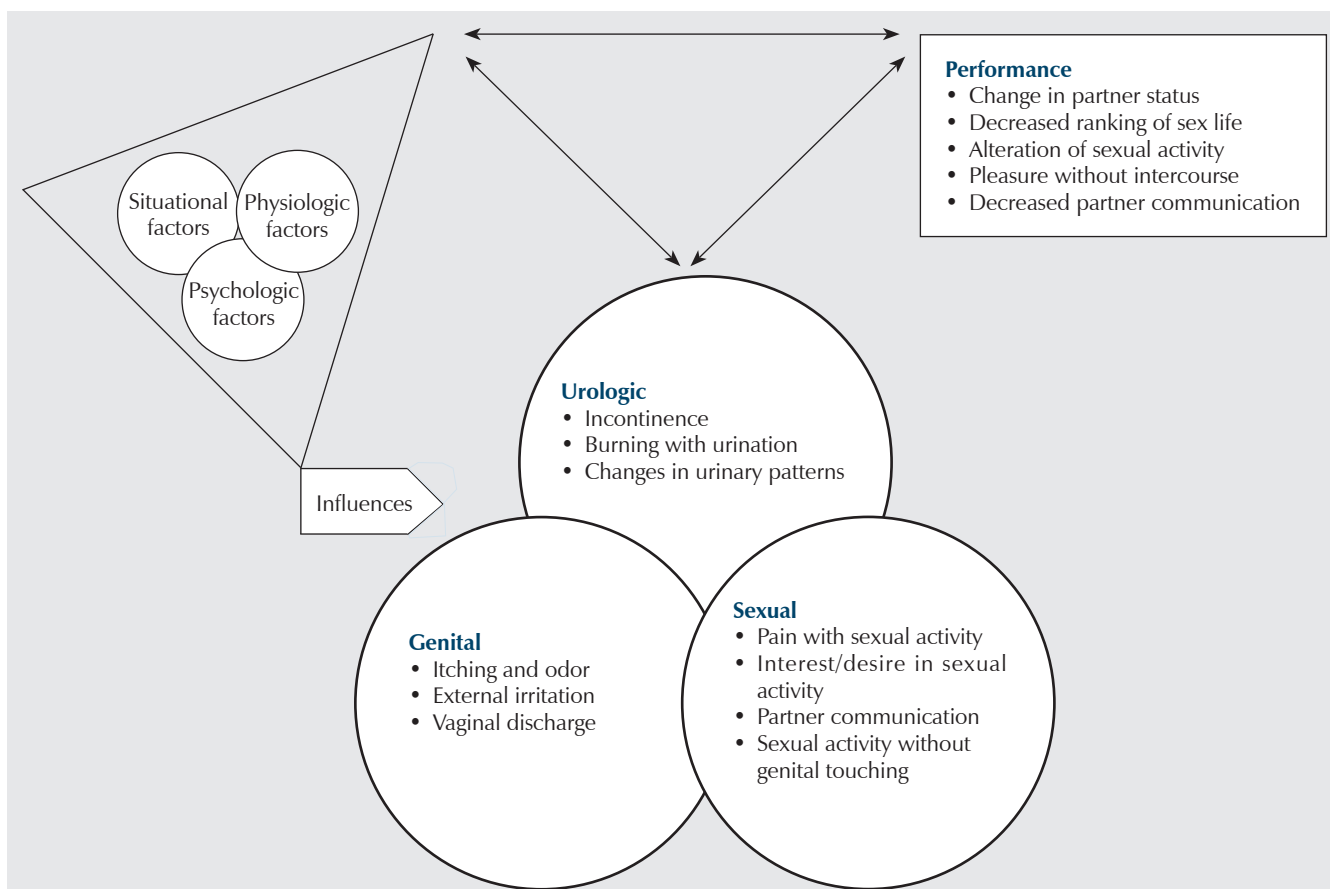 Performance
• Change in partner status
• Decreased ranking of sex life
• Alteration of sexual activity
• Pleasure without intercourse
• Decreased partner communication
Situational
factors
Physiologic
factors
Psychologic
factors
Influences
Urologic
• Incontinence
• Burning with urination
• Changes in urinary patterns
Genital
• Itching and odor
• External irritation
• Vaginal discharge
Sexual
• Pain with sexual activity
• Interest/desire in sexual
activity
• Partner communication
• Sexual activity without
genital touching